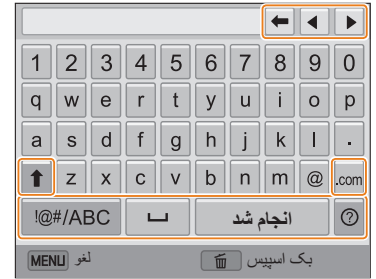 1 2 3 4 5 6 7 8 9 0
q w e r t y u i o p
a s d f g h j k l .
z x c v b n m @ .com
!@#/ABC انجام شد ?
MENU لغو بک اسپیس